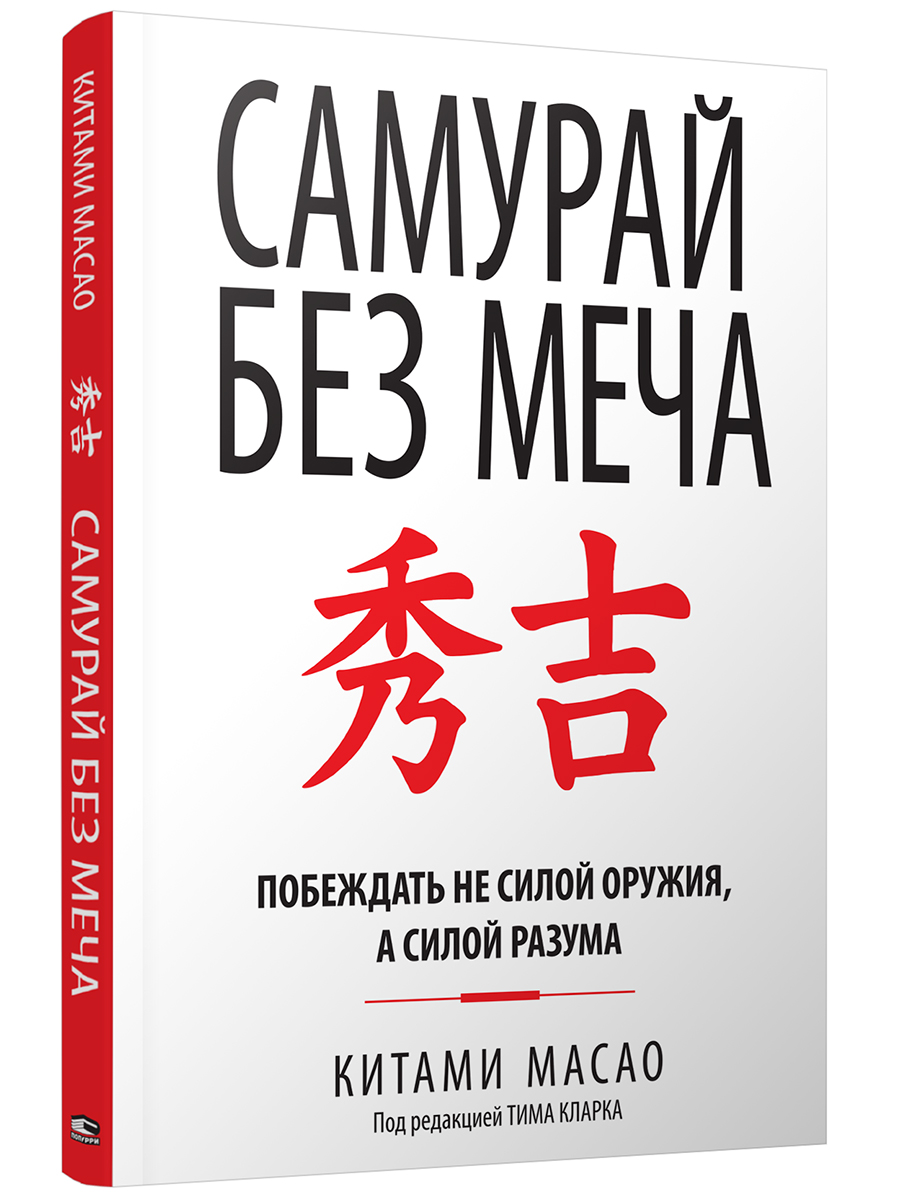 САМУРАЙ
БЕЗ МЕЧА
秀吉
ПОБЕЖДАТЬ НЕ СИЛОЙ ОРУЖИЯ,
А СИЛОЙ РАЗУМА
КИТАМИ МАСАО
Под редакцией ТИМА КЛАРКА
КИТАМИ МАСАО 秀吉 САМУРАЙ БЕЗ МЕЧА
ПОПУРРИ